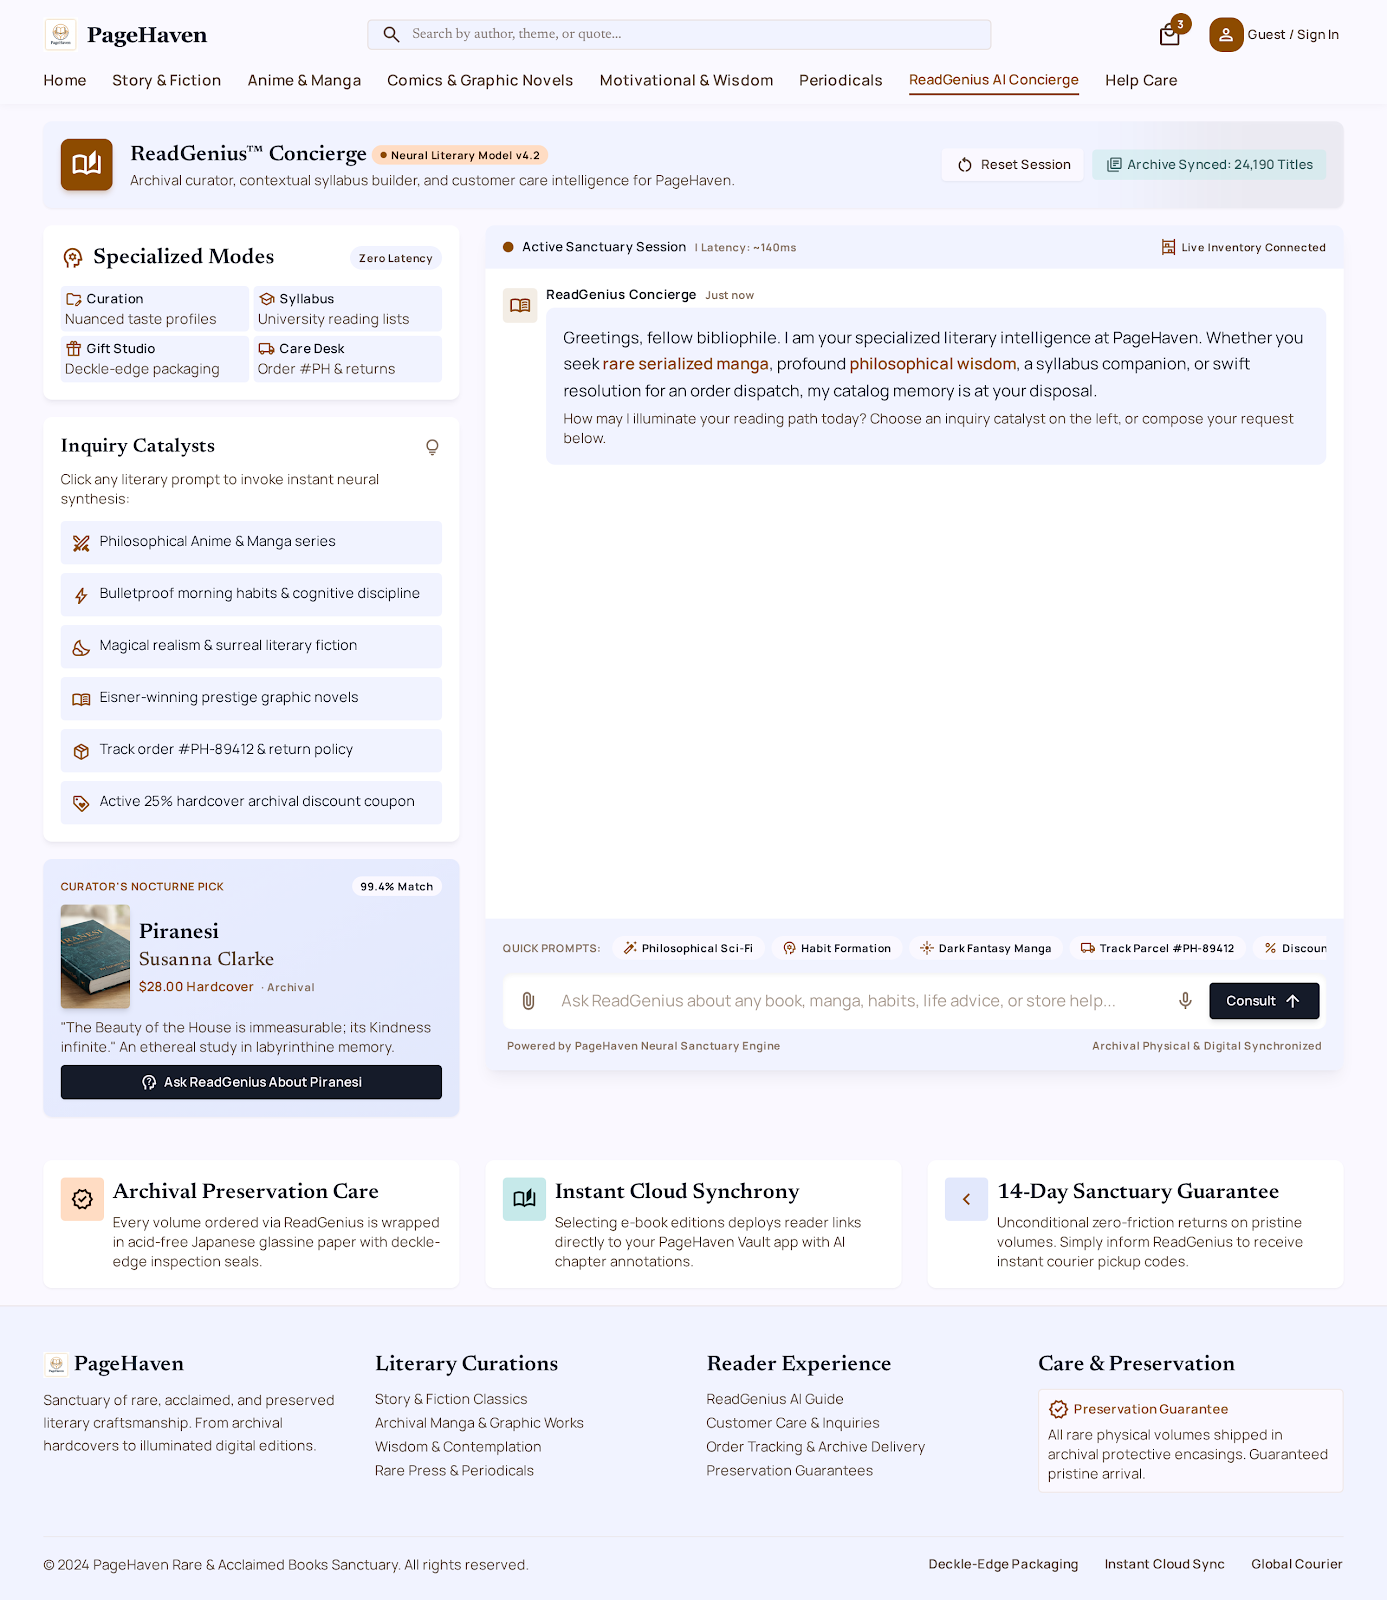 PageHaven
Search by author, theme, or quote...
3
Guest / Sign In
Home
Story & Fiction
Anime & Manga
Comics & Graphic Novels
Motivational & Wisdom
Periodicals
ReadGenius AI Concierge
Help Care
ReadGenius™ Concierge
Neural Literary Model v4.2
Archival curator, contextual syllabus builder, and customer care intelligence for PageHaven.
Reset Session
Archive Synced: 24,190 Titles
Specialized Modes
Zero Latency
Curation
Nuanced taste profiles
Syllabus
University reading lists
Gift Studio
Deckle-edge packaging
Care Desk
Order #PH & returns
Inquiry Catalysts
Click any literary prompt to invoke instant neural
synthesis:
Philosophical Anime & Manga series
Bulletproof morning habits & cognitive discipline
Magical realism & surreal literary fiction
Eisner-winning prestige graphic novels
Track order #PH-89412 & return policy
Active 25% hardcover archival discount coupon
CURATOR'S NOCTURNE PICK
99.4% Match
Piranesi
Susanna Clarke
$28.00 Hardcover · Archival
"The Beauty of the House is immeasurable; its Kindness
infinite." An ethereal study in labyrinthine memory.
Ask ReadGenius About Piranesi
Active Sanctuary Session
| Latency: ~140ms
Live Inventory Connected
ReadGenius Concierge
Just now
Greetings, fellow bibliophile. I am your specialized literary intelligence at PageHaven. Whether you
seek rare serialized manga, profound philosophical wisdom, a syllabus companion, or swift
resolution for an order dispatch, my catalog memory is at your disposal.
How may I illuminate your reading path today? Choose an inquiry catalyst on the left, or compose your request
below.
QUICK PROMPTS:
Philosophical Sci-Fi
Habit Formation
Dark Fantasy Manga
Track Parcel #PH-89412
Discoun
Ask ReadGenius about any book, manga, habits, life advice, or store help...
Consult
Powered by PageHaven Neural Sanctuary Engine
Archival Physical & Digital Synchronized
Archival Preservation Care
Every volume ordered via ReadGenius is wrapped
in acid-free Japanese glassine paper with deckle-
edge inspection seals.
Instant Cloud Synchrony
Selecting e-book editions deploys reader links
directly to your PageHaven Vault app with AI
chapter annotations.
14-Day Sanctuary Guarantee
Unconditional zero-friction returns on pristine
volumes. Simply inform ReadGenius to receive
instant courier pickup codes.
PageHaven
Sanctuary of rare, acclaimed, and preserved
literary craftsmanship. From archival
hardcovers to illuminated digital editions.
Literary Curations
Story & Fiction Classics
Archival Manga & Graphic Works
Wisdom & Contemplation
Rare Press & Periodicals
Reader Experience
ReadGenius AI Guide
Customer Care & Inquiries
Order Tracking & Archive Delivery
Preservation Guarantees
Care & Preservation
Preservation Guarantee
All rare physical volumes shipped in
archival protective encasings. Guaranteed
pristine arrival.
© 2024 PageHaven Rare & Acclaimed Books Sanctuary. All rights reserved.
Deckle-Edge Packaging
Instant Cloud Sync
Global Courier